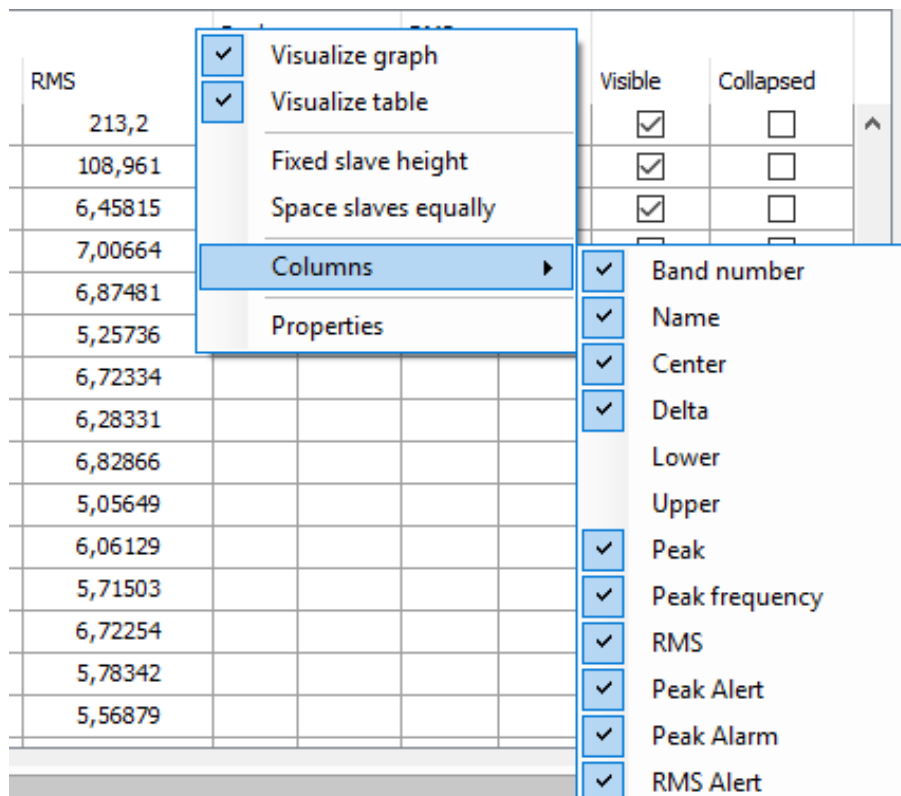 RMS
Visible
Collapsed
213,2
108,961
6,45815
7,00664
6,87481
5,25736
6,72334
6,28331
6,82866
5,05649
6,06129
5,71503
6,72254
5,78342
5,56879
Visualize graph
Visualize table
Fixed slave height
Space slaves equally
Columns
Properties
Band number
Name
Center
Delta
Lower
Upper
Peak
Peak frequency
RMS
Peak Alert
Peak Alarm
RMS Alert